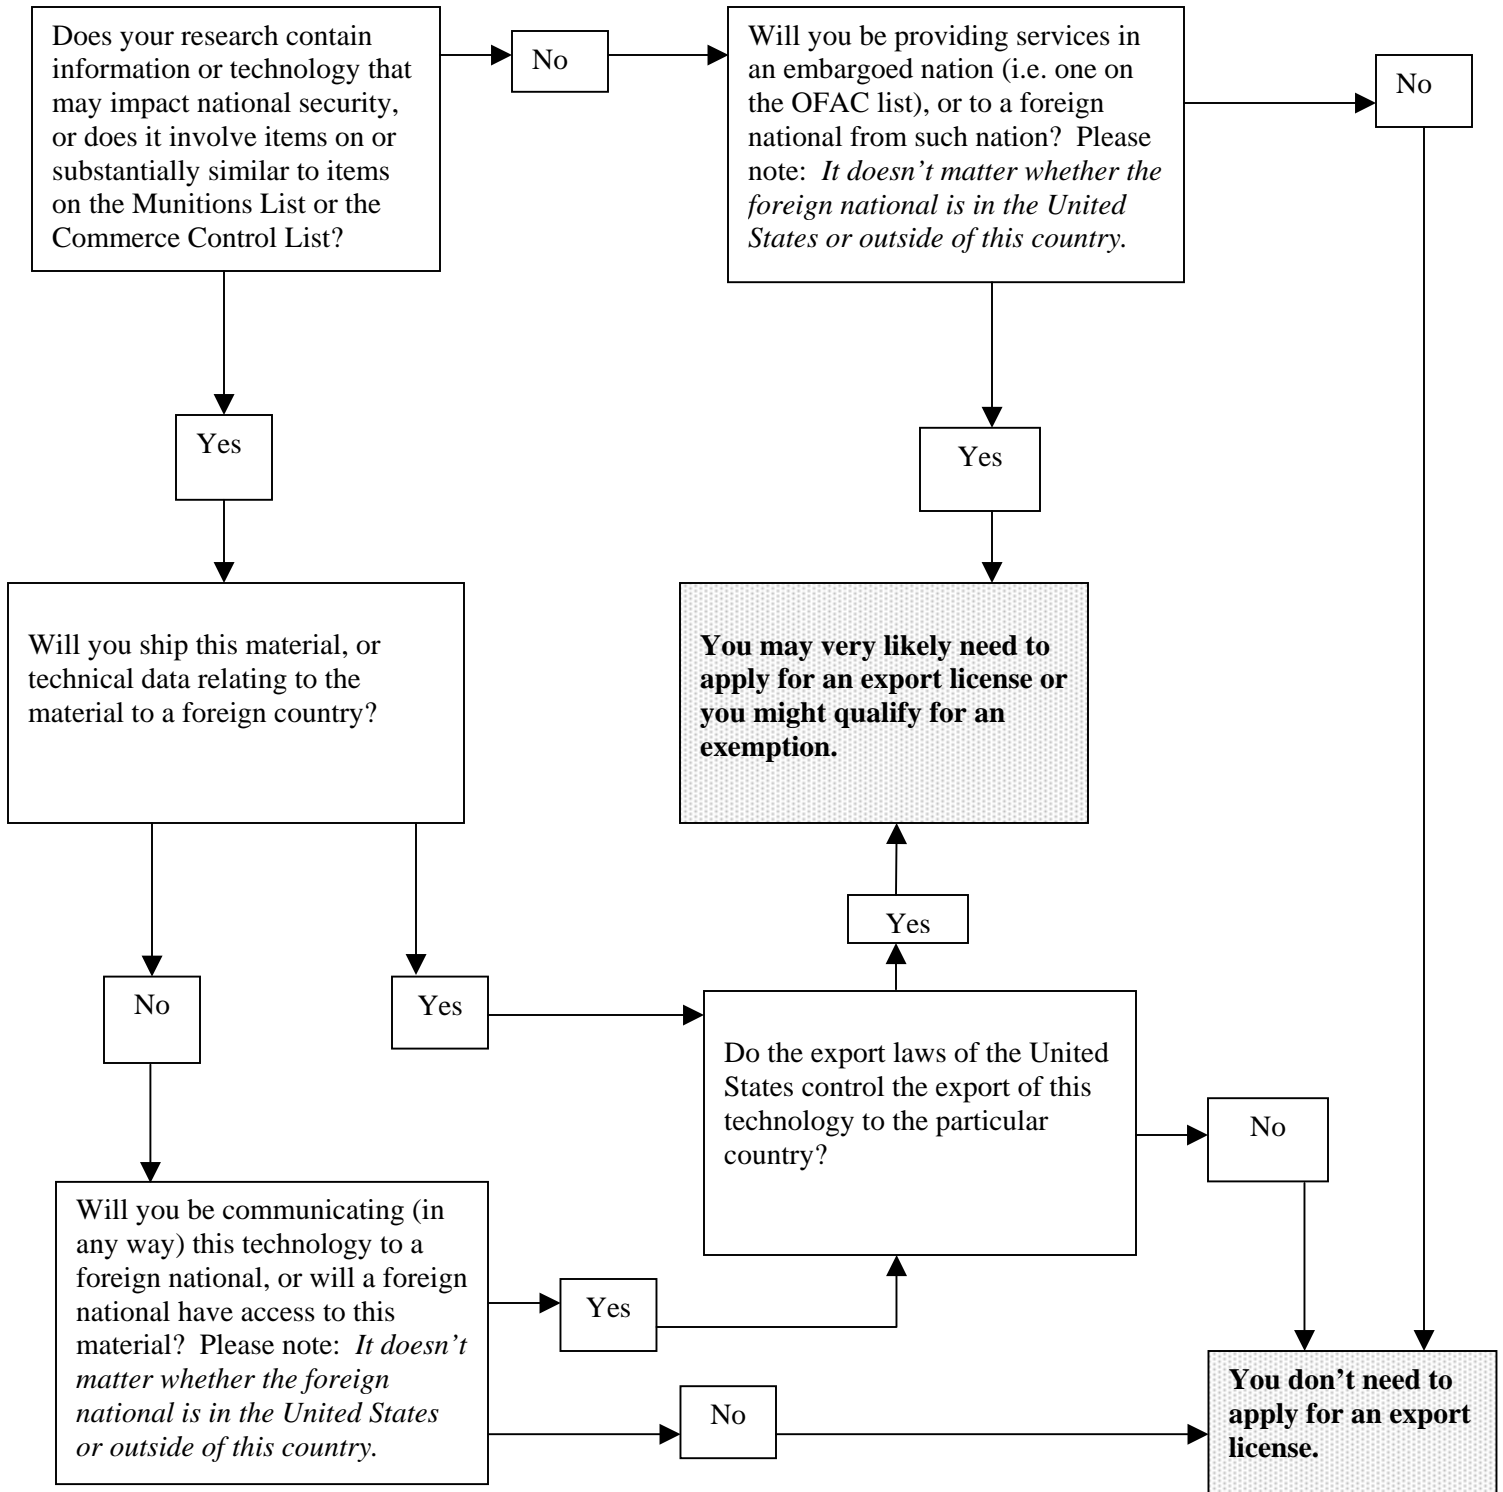 Does your research contain
information or technology that
may impact national security,
or does it involve items on or
substantially similar to items
on the Munitions List or the
Commerce Control List?
No
Will you be providing services in
an embargoed nation (i.e. one on
the OFAC list), or to a foreign
national from such nation?  Please
note:  It doesn’t matter whether the
foreign national is in the United
States or outside of this country.
No
Yes
Yes
Will you ship this material, or
technical data relating to the
material to a foreign country?
You may very likely need to
apply for an export license or
you might qualify for an
exemption.
Yes
No
Yes
Do the export laws of the United
States control the export of this
technology to the particular
country?
No
Will you be communicating (in
any way) this technology to a
foreign national, or will a foreign
national have access to this
material?  Please note:  It doesn’t
matter whether the foreign
national is in the United States
or outside of this country.
Yes
No
You don’t need to
apply for an export
license.